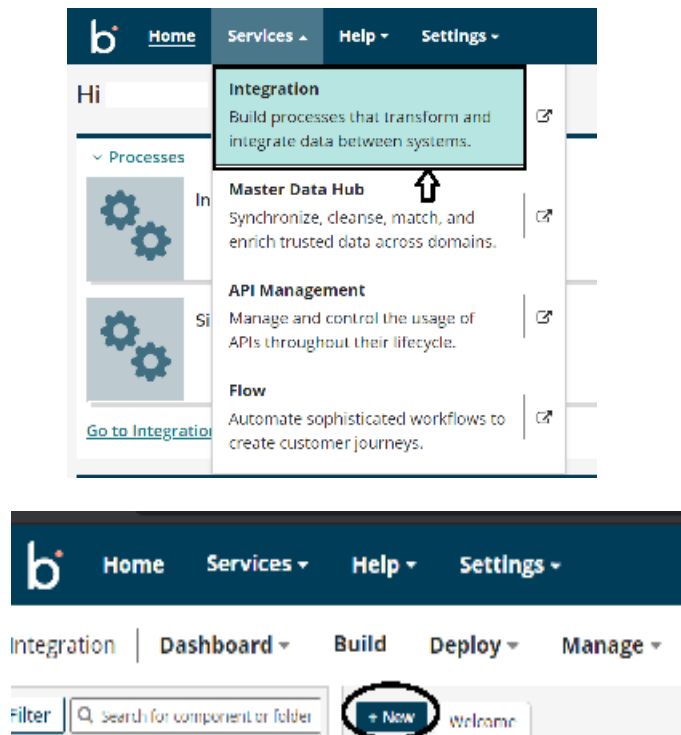 b Home Services Help Settings
Hi
Integration
Build processes that transform and
integrate data between systems.
Processes
In
Master Data Hub
Synchronize, cleanse, match, and
enrich trusted data across domains.
API Management
Si
Manage and control the usage of
APIs throughout their lifecycle.
Flow
Automate sophisticated workflows to
create customer journeys.
Go to Integration
b Home Services Help Settings
Integration Dashboard Build Deploy Manage
Filter Search for component or folder + New Welcome